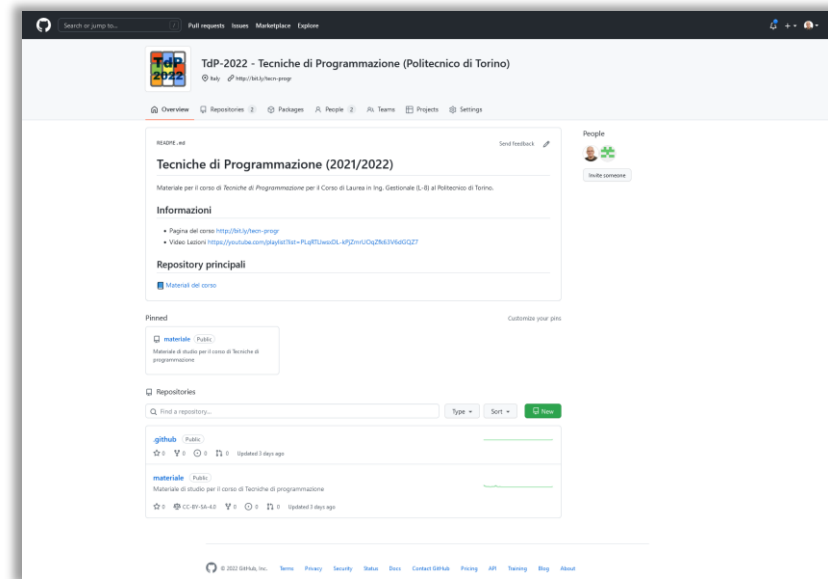 Search or jump to... /
Pull requests Issues Marketplace Explore
TdP
2022
TdP-2022 - Tecniche di Programmazione (Politecnico di Torino)
Italy http://bit.ly/tecn-progr
Overview Repositories 2 Packages People 2 Teams Projects Settings
README.md Send feedback
Tecniche di Programmazione (2021/2022)
Materiale per il corso di Tecniche di Programmazione per il Corso di Laurea in Ing. Gestionale (L-8) al Politecnico di Torino.
Informazioni
• Pagina del corso http://bit.ly/tecn-progr
• Video Lezioni
Repository principali
Materiali del corso
People
Invite someone
Pinned Customize your pins
materiale Public
Materiale di studio per il corso di Tecniche di
programmazione
Repositories
Find a repository... Type Sort New
.github Public
0 0 0 0 Updated 3 days ago
materiale Public
Materiale di studio per il corso di Tecniche di programmazione
0 CC-BY-SA-4.0 0 0 0 Updated 3 days ago
© 2022 GitHub, Inc. Terms Privacy Security Status Docs Contact GitHub Pricing API Training Blog About